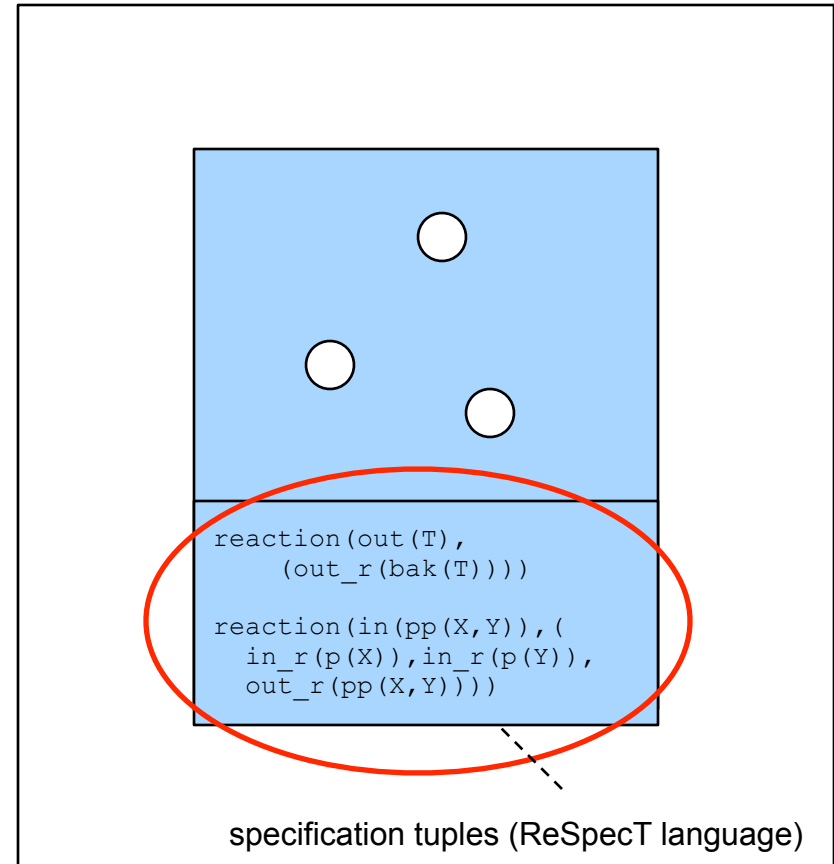 reaction(out(T),
    (out_r(bak(T))))
reaction(in(pp(X,Y)),(
  in_r(p(X)),in_r(p(Y)),
  out_r(pp(X,Y))))
specification tuples (ReSpecT language)